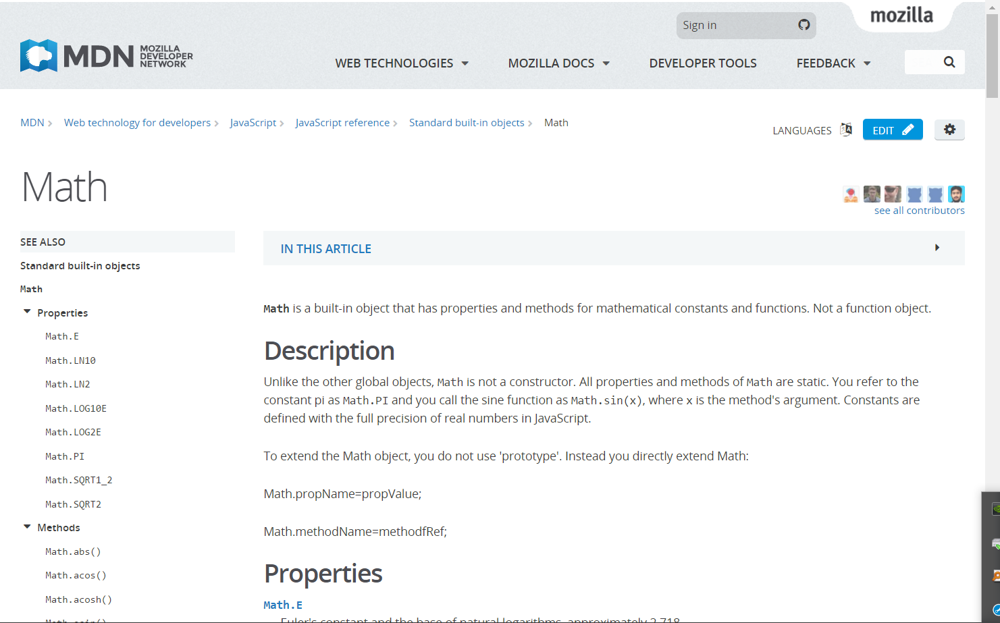 Sign in
mozilla
MDN MOZILLA
DEVELOPER
NETWORK
WEB TECHNOLOGIES
MOZILLA DOCS
DEVELOPER TOOLS
FEEDBACK
MDN
Web technology for developers
JavaScript
JavaScript reference
Standard built-in objects
Math
LANGUAGES
EDIT
Math
see all contributors
SEE ALSO
Standard built-in objects
Math
Properties
Math.E
Math.LN10
Math.LN2
Math.LOG10E
Math.LOG2E
Math.PI
Math.SQRT1_2
Math.SQRT2
Methods
Math.abs()
Math.acos()
Math.acosh()
Math.asin()
IN THIS ARTICLE
Math is a built-in object that has properties and methods for mathematical constants and functions. Not a function object.
Description
Unlike the other global objects, Math is not a constructor. All properties and methods of Math are static. You refer to the
constant pi as Math.PI and you call the sine function as Math.sin(x), where x is the method's argument. Constants are
defined with the full precision of real numbers in JavaScript.
To extend the Math object, you do not use 'prototype'. Instead you directly extend Math:
Math.propName=propValue;
Math.methodName=methodfRef;
Properties
Math.E
Euler's constant and the base of natural logarithms, approximately 2.718.